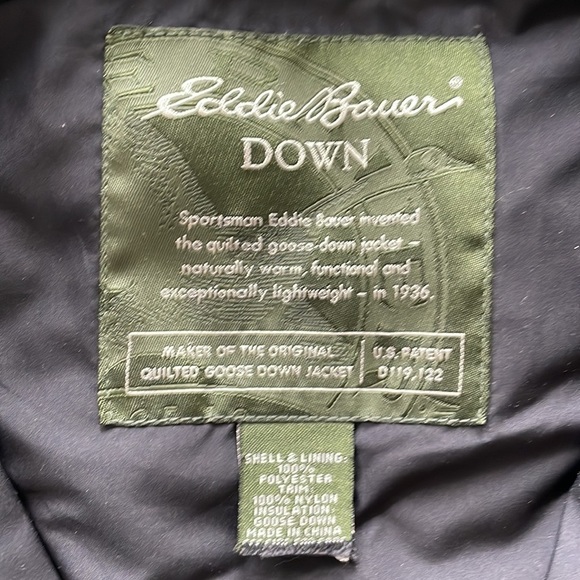 Eddie Bauer®
DOWN
Sportsman Eddie Bauer invented
the quilted goose-down jacket –
naturally warm, functional and
exceptionally lightweight – in 1936.
MAKER OF THE ORIGINAL
QUILTED GOOSE DOWN JACKET
U.S. PATENT
D119,122
SHELL & LINING:
100%
POLYESTER
TRIM:
100% NYLON
INSULATION:
GOOSE DOWN
MADE IN CHINA